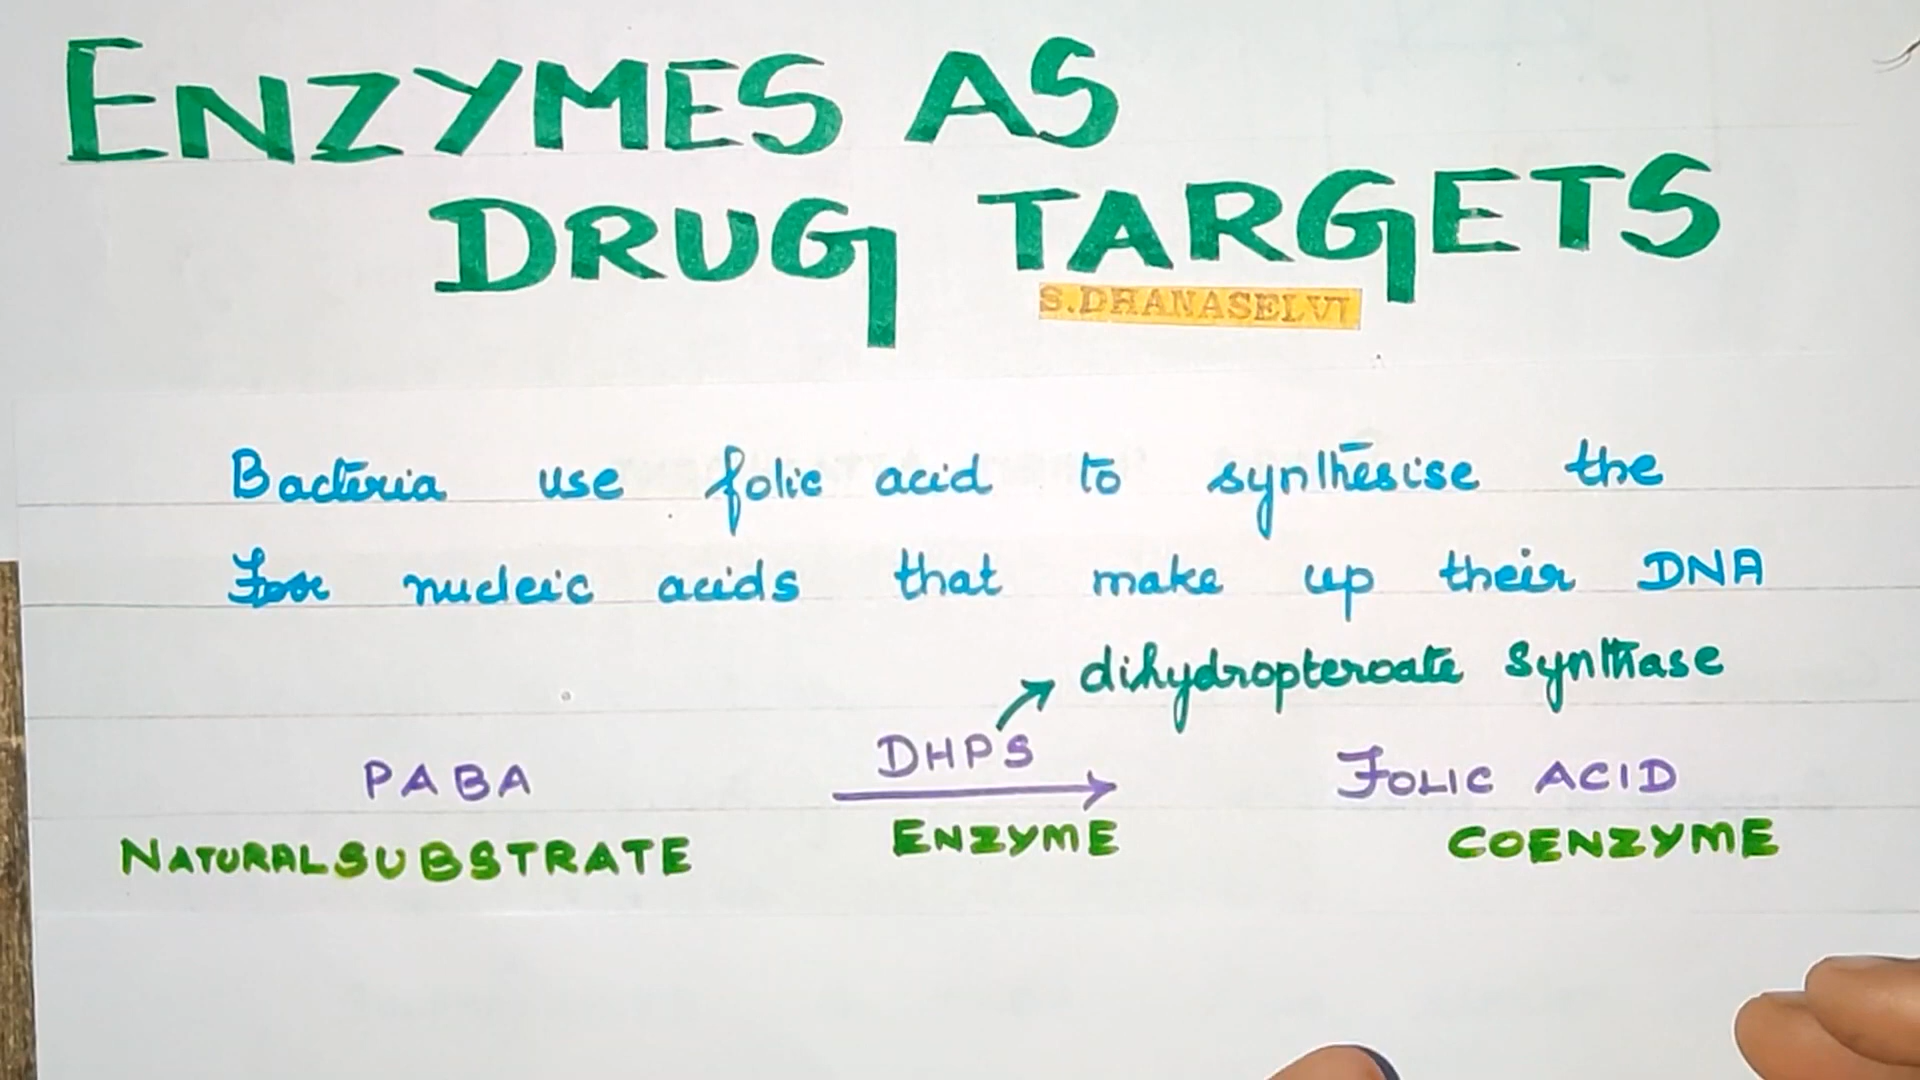 ENZYMES AS
DRUG TARGETS
S.DHANASELVI
Bacteria use folic acid to synthesise the
nucleic acids that make up their DNA
dihydropteroate synthase
DHPS
PABA FOLIC ACID
NATURAL SUBSTRATE ENZYME COENZYME